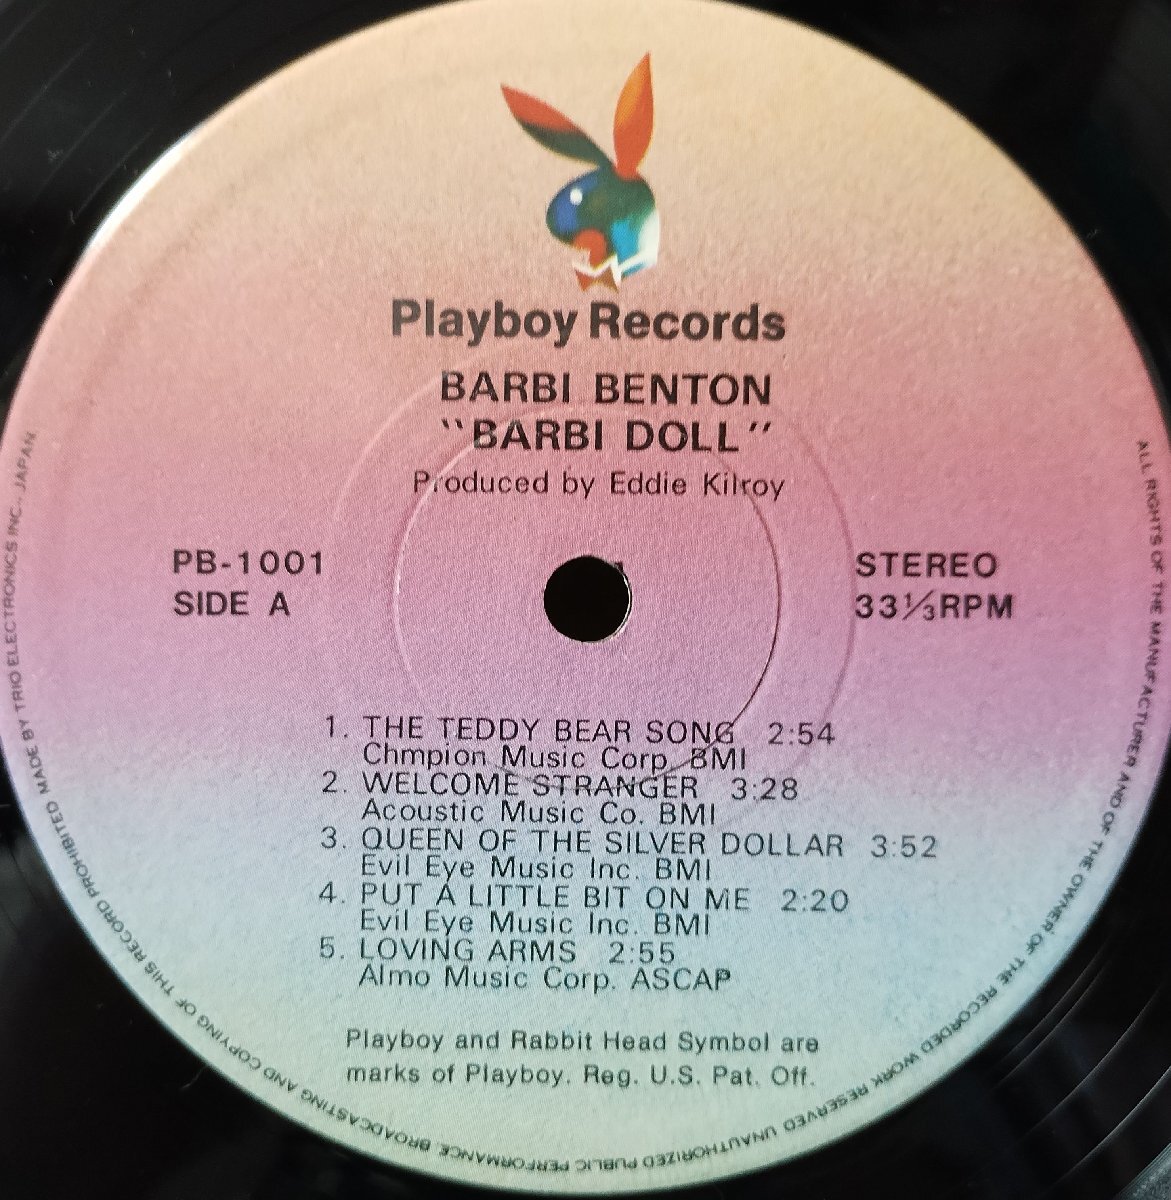 Playboy Records
BARBI BENTON
"BARBI DOLL"
Produced by Eddie Kilroy
PB-1001
SIDE A
STEREO
33⅓RPM
1. THE TEDDY BEAR SONG 2:54
Chmpion Music Corp. BMI
2. WELCOME STRANGER 3:28
Acoustic Music Co. BMI
3. QUEEN OF THE SILVER DOLLAR 3:52
Evil Eye Music Inc. BMI
4. PUT A LITTLE BIT ON ME 2:20
Evil Eye Music Inc. BMI
5. LOVING ARMS 2:55
Almo Music Corp. ASCAP
Playboy and Rabbit Head Symbol are
marks of Playboy. Reg. U.S. Pat. Off.
ALL RIGHTS OF THE MANUFACTURER AND OF THE OWNER OF THE RECORDED WORK RESERVED UNAUTHORIZED PUBLIC PERFORMANCE, BROADCASTING AND COPYING OF THIS RECORD PROHIBITED MADE BY TRIO ELECTRONICS INC., JAPAN